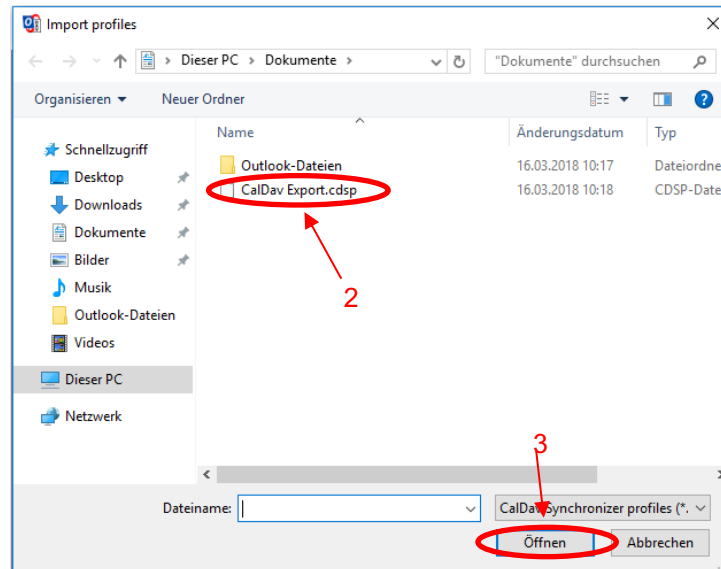 Import profiles
Dieser PC > Dokumente >
"Dokumente" durchsuchen
Organisieren
Neuer Ordner
Name
Änderungsdatum
Typ
Schnellzugriff
Desktop
Downloads
Dokumente
Bilder
Musik
Outlook-Dateien
Videos
Dieser PC
Netzwerk
Outlook-Dateien
16.03.2018 10:17
Dateiordne
CalDav Export.cdsp
16.03.2018 10:18
CDSP-Date
2
3
Dateiname:
CalDav Synchronizer profiles (*.
Öffnen
Abbrechen